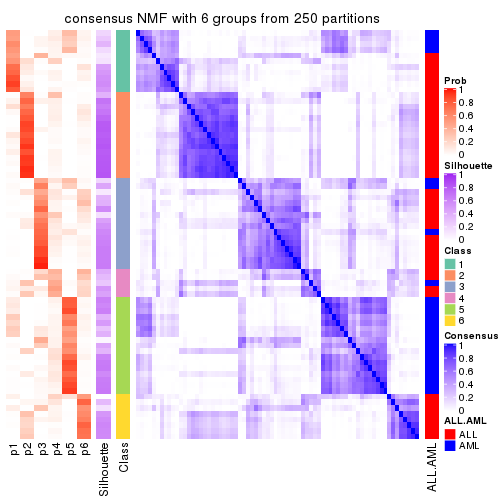 consensus NMF with 6 groups from 250 partitions
Prob
1
0.8
0.6
0.4
0.2
0
Silhouette
1
0.8
0.6
0.4
0.2
0
Class
1
2
3
4
5
6
Consensus
1
0.8
0.6
0.4
0.2
0
ALL.AML
ALL
AML
p1
p2
p3
p4
p5
p6
Silhouette
Class
ALL.AML